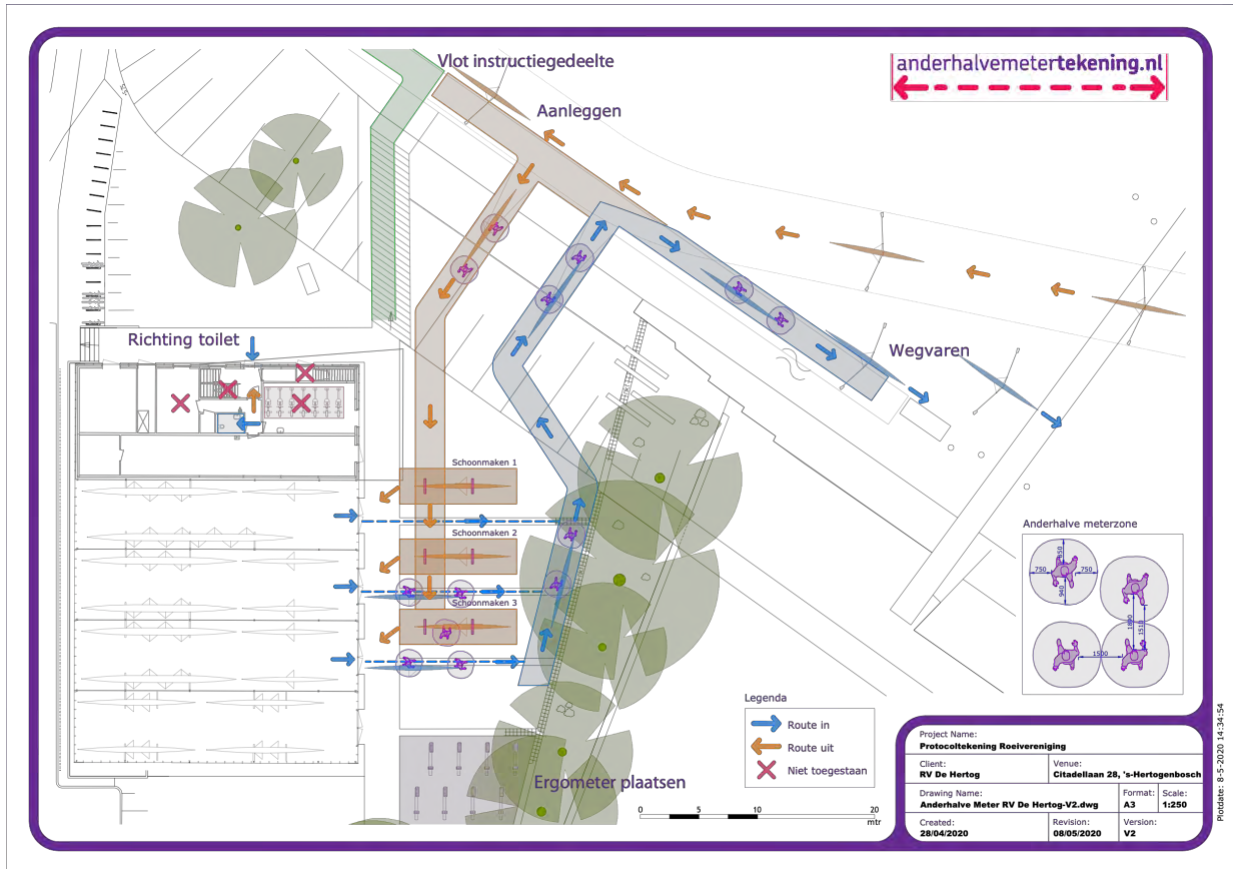 Vlot instructiegedeelte
anderhalvemetertekening.nl
Aanleggen
Richting toilet
Wegvaren
Schoonmaken 1
Schoonmaken 2
Schoonmaken 3
Anderhalve meterzone
750
650
750
940
1890
1510
1500
Ergometer plaatsen
Legenda
Route in
Route uit
Niet toegestaan
0 5 10 20
mtr
Project Name:
Protocoltekening Roeivereniging
Client: Venue:
RV De Hertog Citadellaan 28, 's-Hertogenbosch
Drawing Name: Format: Scale:
Anderhalve Meter RV De Hertog-V2.dwg A3 1:250
Created: Revision: Version:
28/04/2020 08/05/2020 V2
Plotdate: 8-5-2020 14:34:54